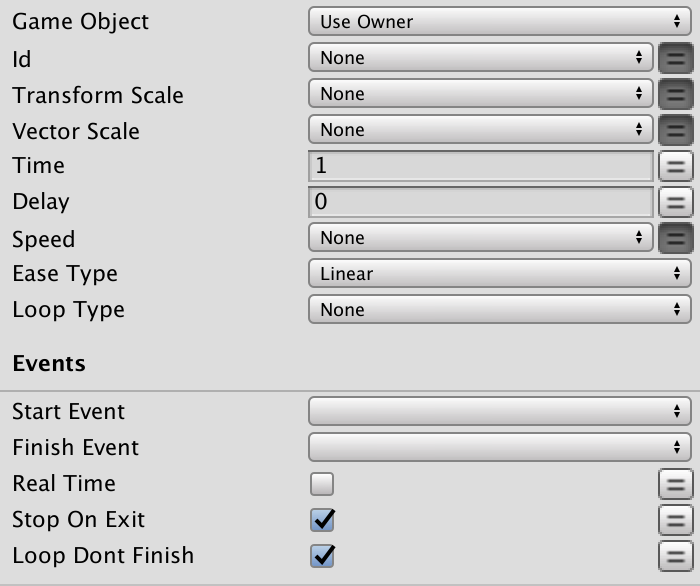 Game Object Use Owner
Id None
Transform Scale None
Vector Scale None
Time 1
Delay 0
Speed None
Ease Type Linear
Loop Type None
Events
Start Event
Finish Event
Real Time
Stop On Exit
Loop Dont Finish